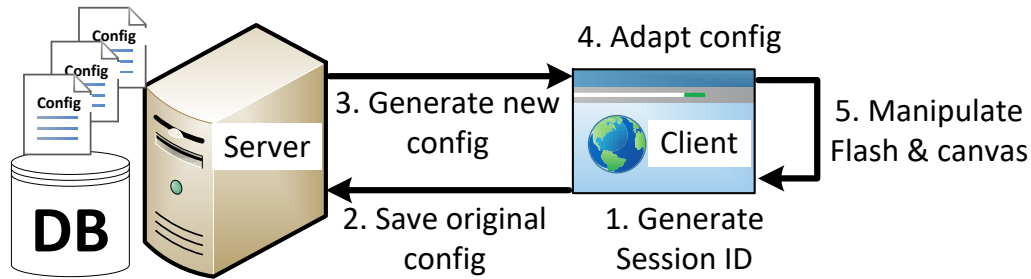 Config
Config
Config
DB
Server
3. Generate new
config
2. Save original
config
4. Adapt config
Client
1. Generate
Session ID
5. Manipulate
Flash & canvas